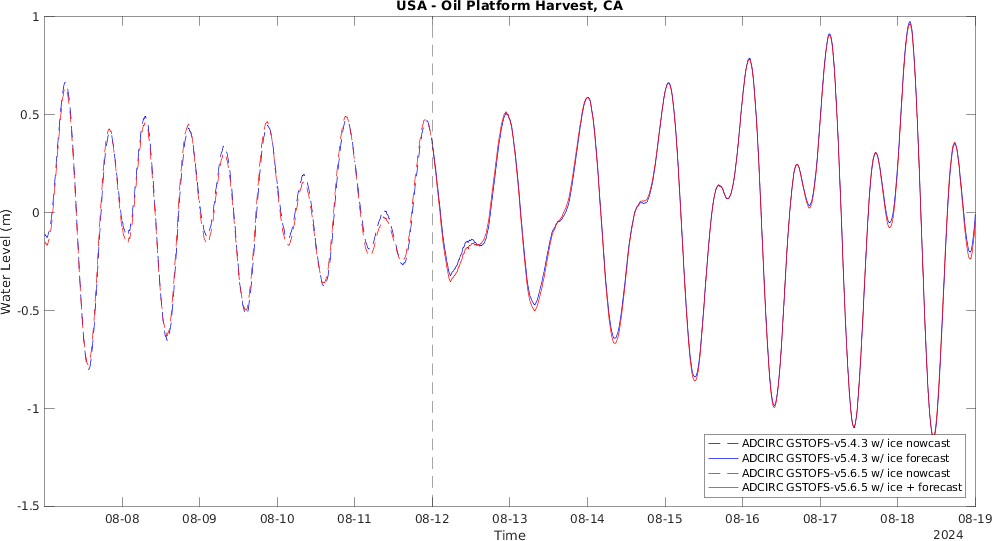 USA - Oil Platform Harvest, CA
1
0.5
0
-0.5
-1
-1.5
Water Level (m)
ADCIRC GSTOFS-v5.4.3 w/ ice nowcast
ADCIRC GSTOFS-v5.4.3 w/ ice forecast
ADCIRC GSTOFS-v5.6.5 w/ ice nowcast
ADCIRC GSTOFS-v5.6.5 w/ ice + forecast
08-08 08-09 08-10 08-11 08-12 08-13 08-14 08-15 08-16 08-17 08-18 08-19
Time
2024